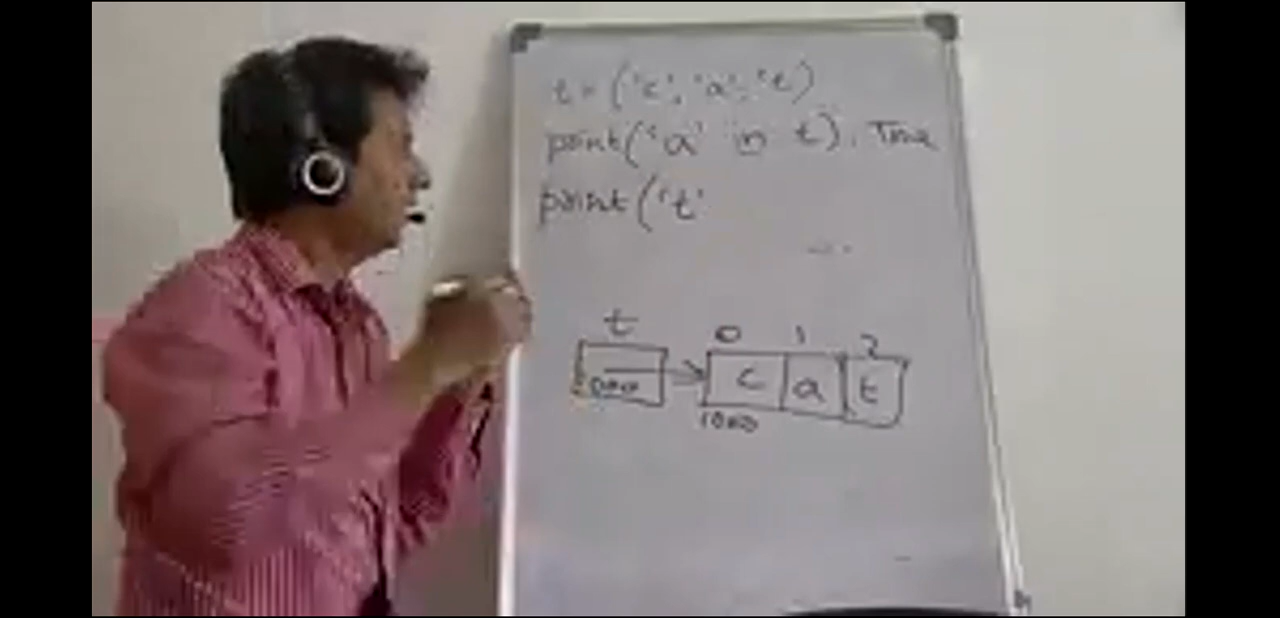 t = ('c', 'a', 't)
print('a' in t). True
print('t'
t 0 1 2
1000 c a t
1000